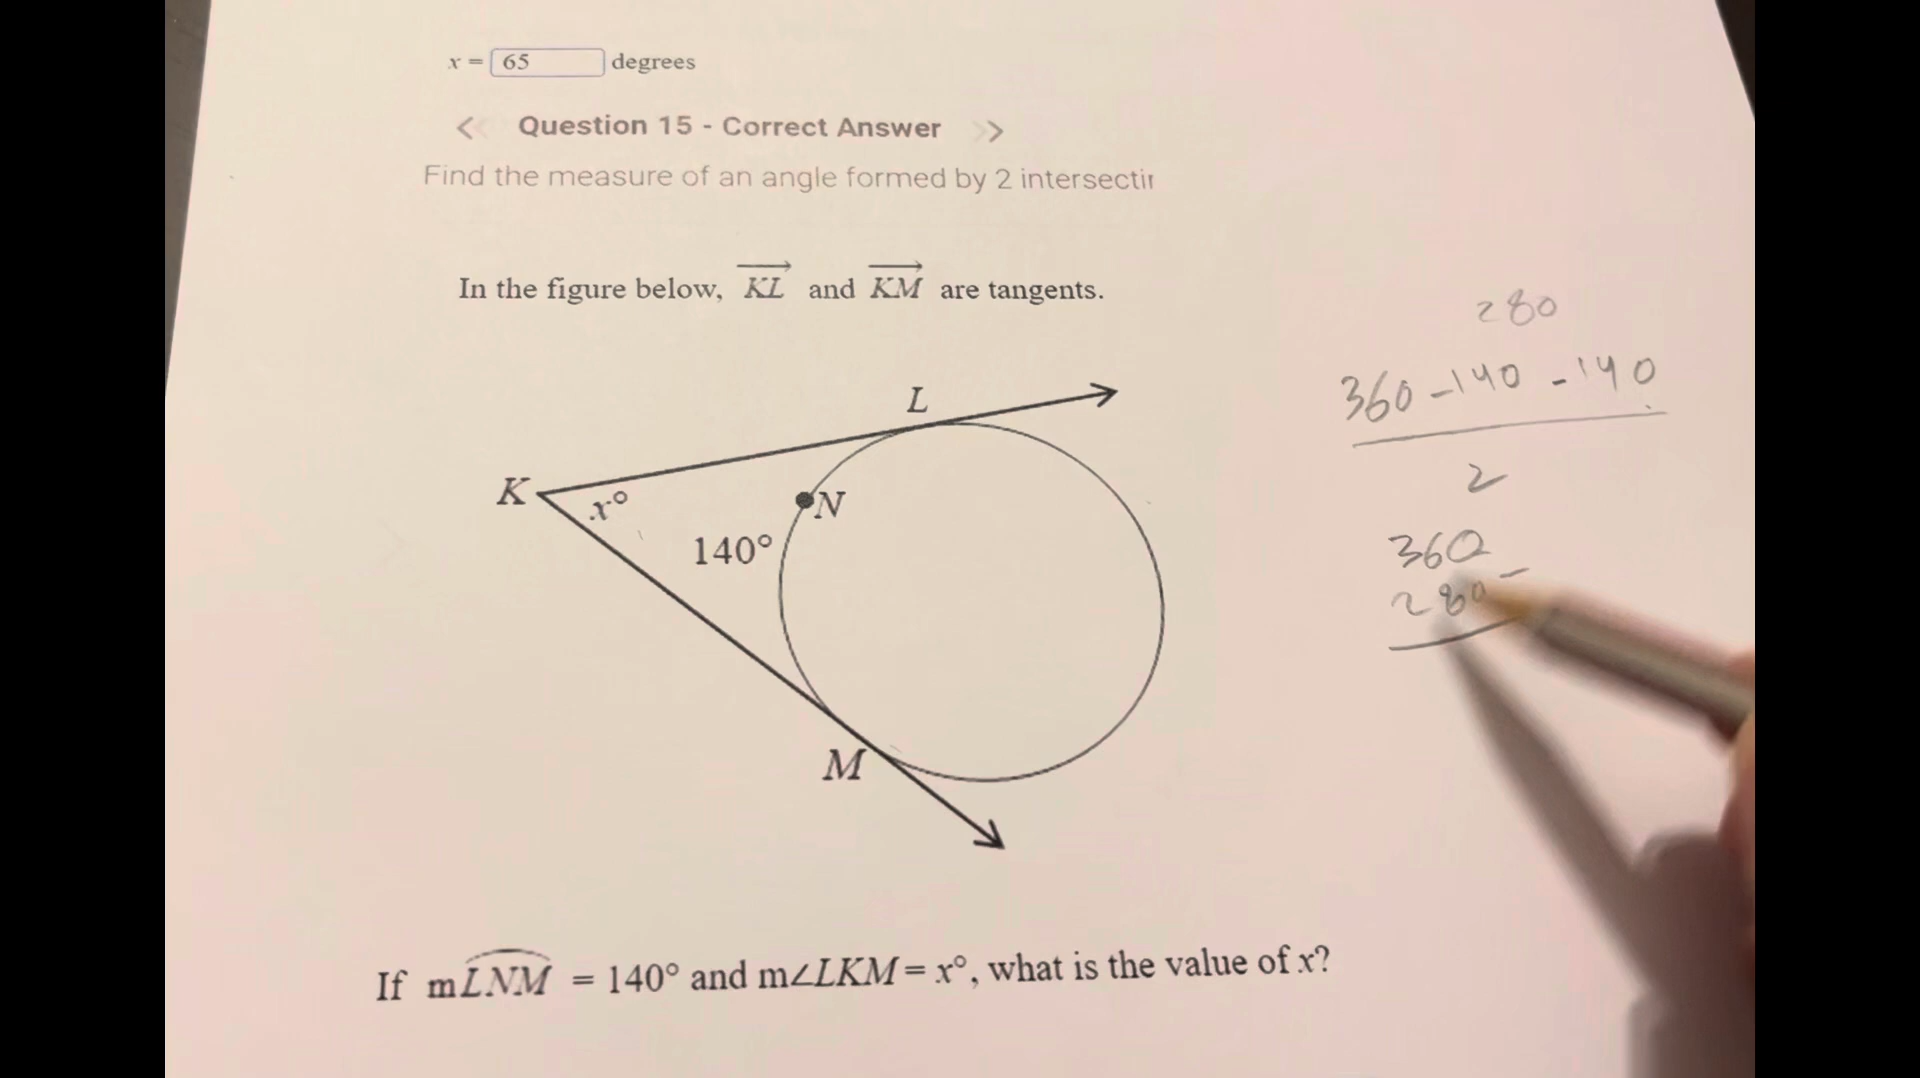 x = 65 degrees
« Question 15 - Correct Answer »
Find the measure of an angle formed by 2 intersectin
In the figure below, KL and KM are tangents.
280
360 - 140 - 140
2
L
K
x°
N
140°
360
280 -
M
If mLNM = 140° and m∠LKM = x°, what is the value of x?